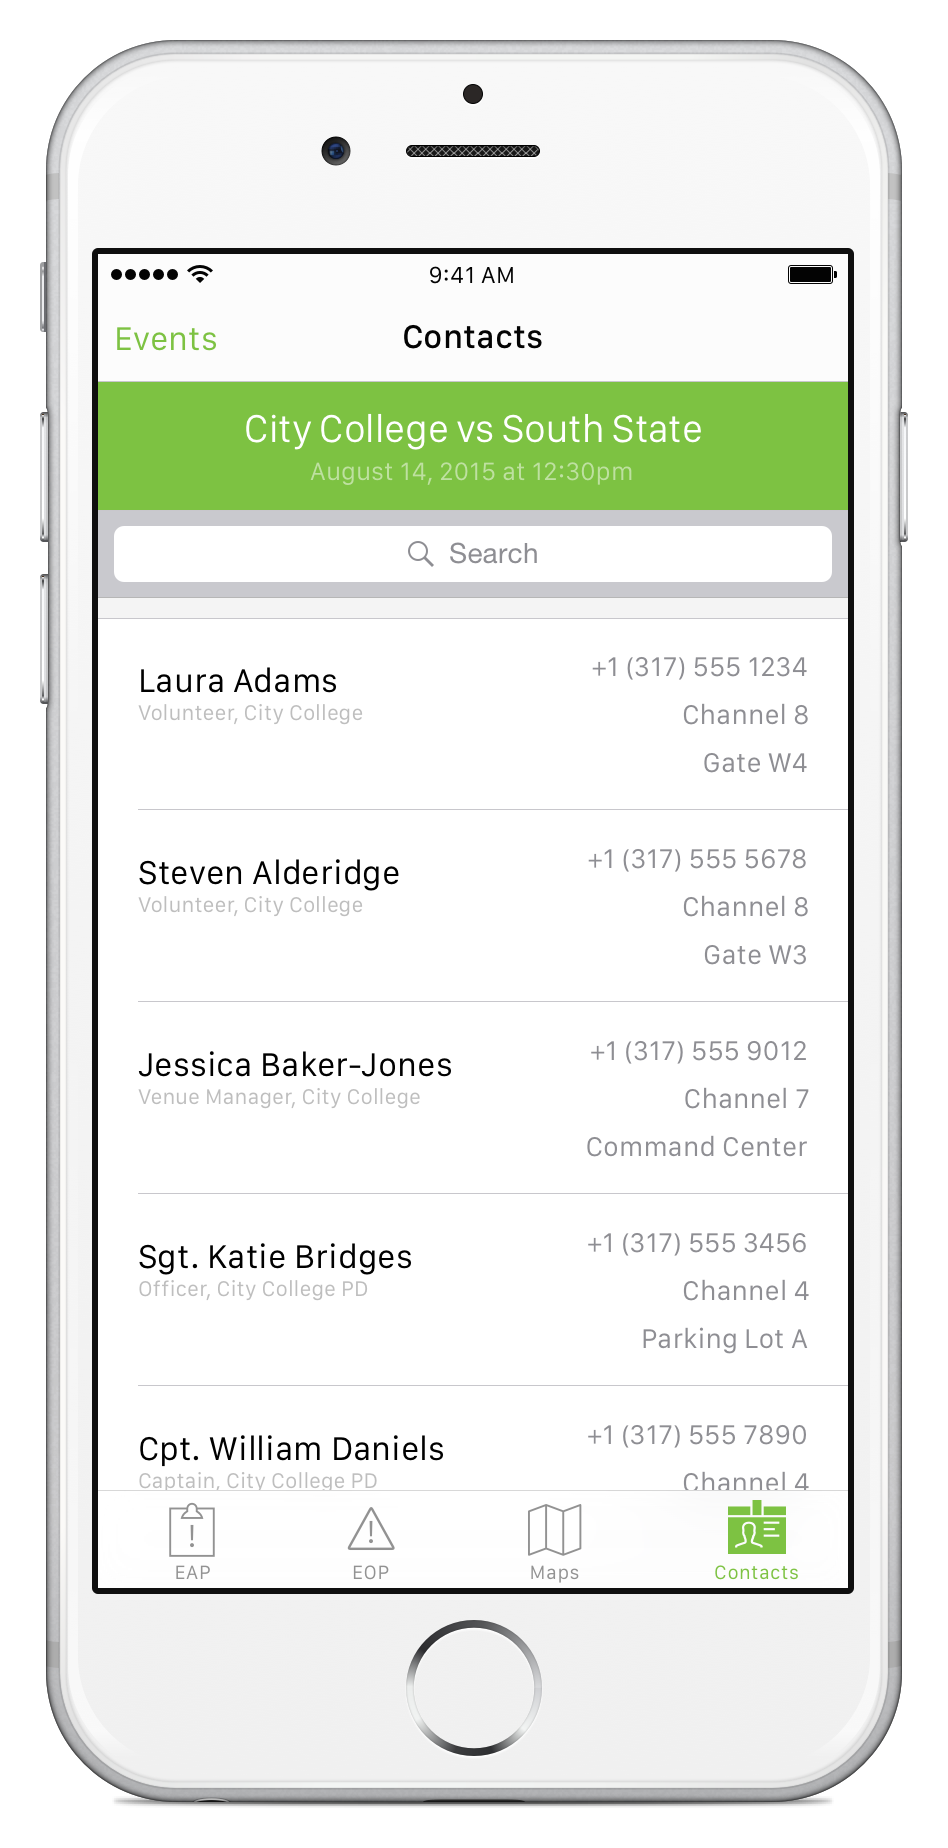 9:41 AM
Events
Contacts
City College vs South State
August 14, 2015 at 12:30pm
Search
Laura Adams
Volunteer, City College
+1 (317) 555 1234
Channel 8
Gate W4
Steven Alderidge
Volunteer, City College
+1 (317) 555 5678
Channel 8
Gate W3
Jessica Baker-Jones
Venue Manager, City College
+1 (317) 555 9012
Channel 7
Command Center
Sgt. Katie Bridges
Officer, City College PD
+1 (317) 555 3456
Channel 4
Parking Lot A
Cpt. William Daniels
Captain, City College PD
+1 (317) 555 7890
Channel 4
EAP
EOP
Maps
Contacts